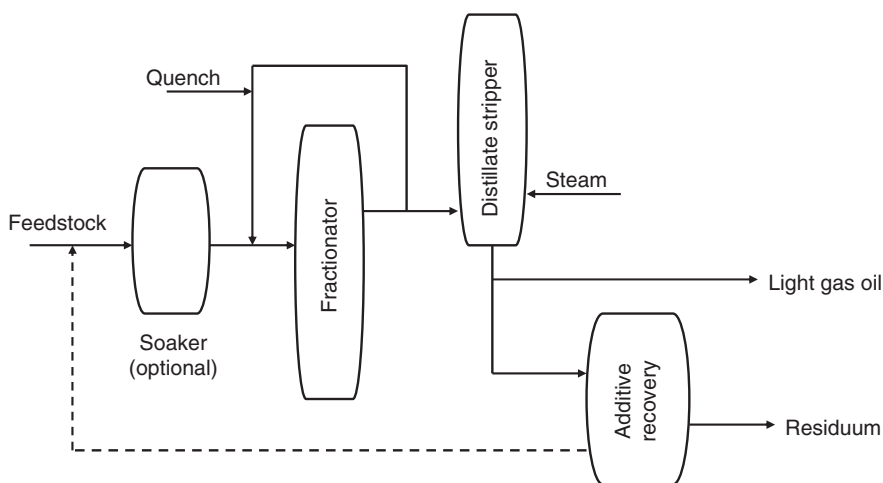 Quench
Feedstock
Soaker
(optional)
Fractionator
Distillate stripper
Steam
Light gas oil
Additive
recovery
Residuum